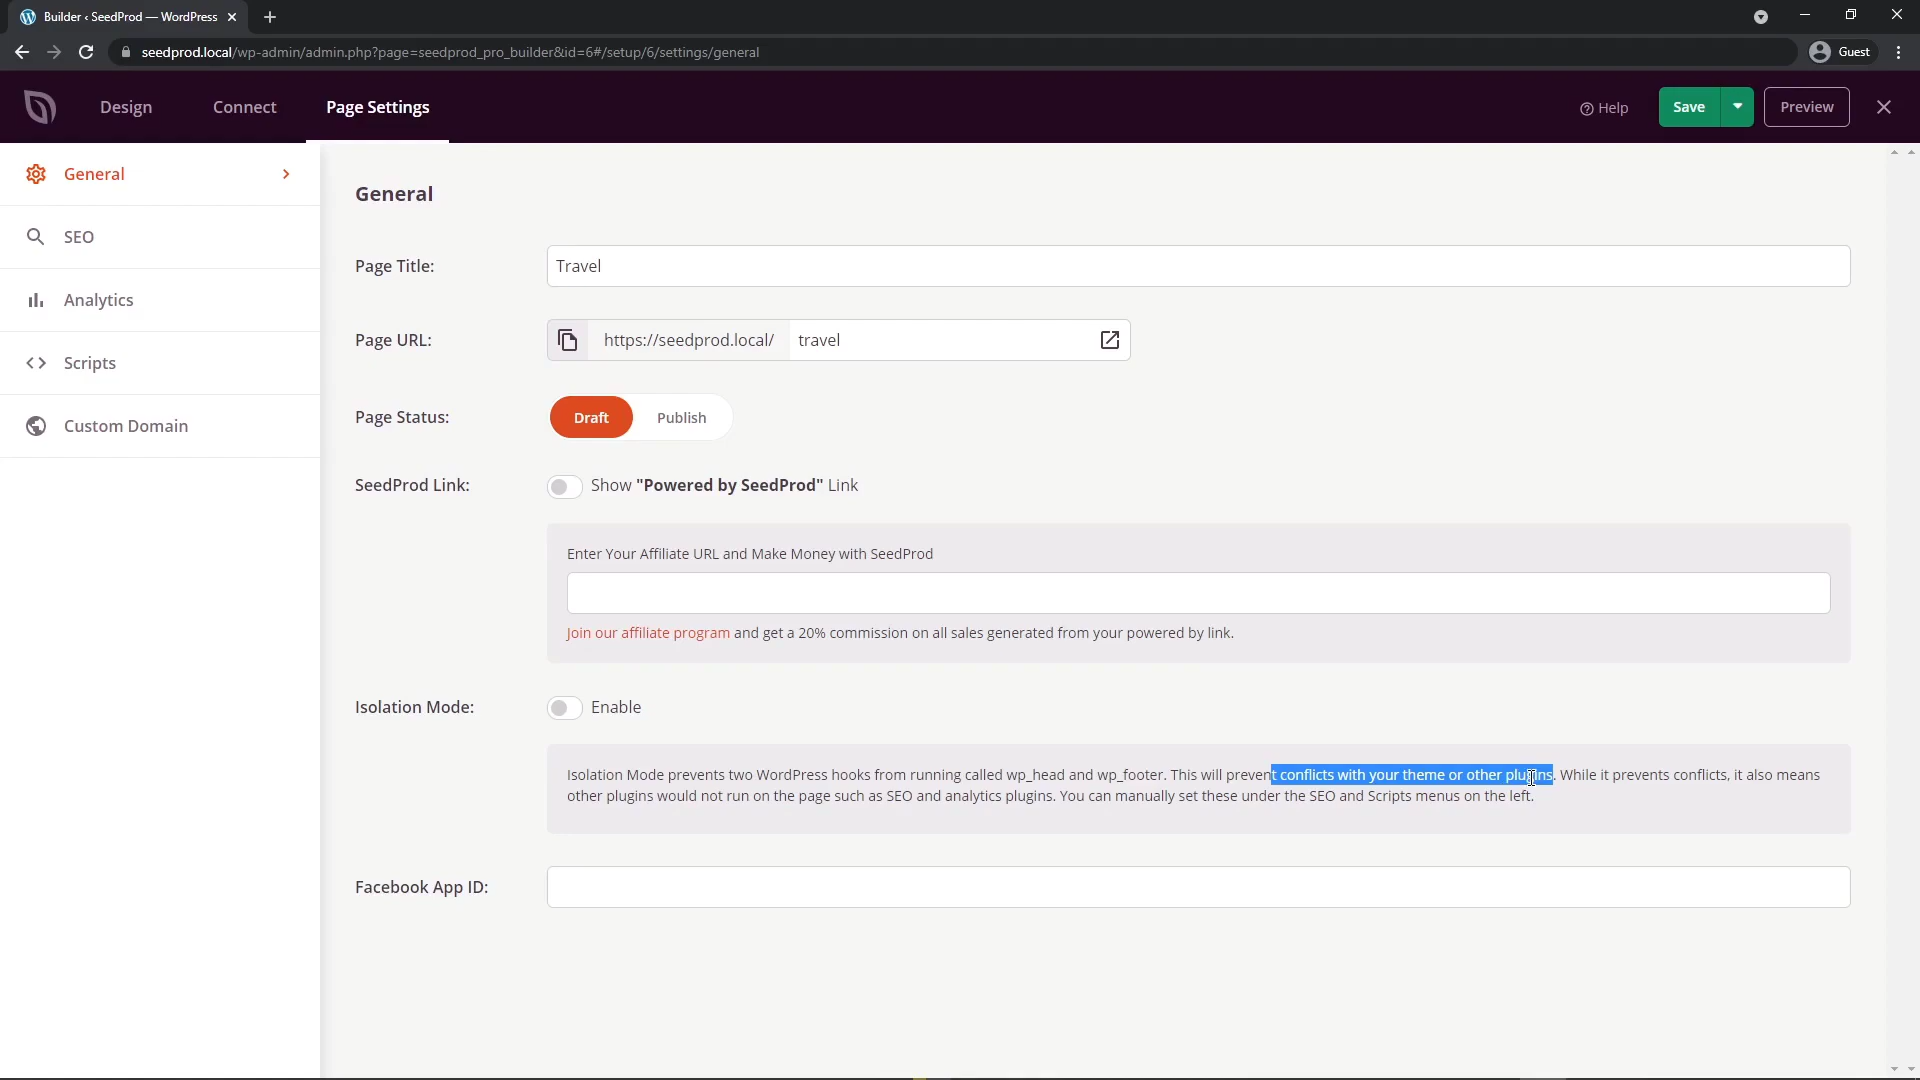 Builder ‹ SeedProd — WordPress
seedprod.local/wp-admin/admin.php?page=seedprod_pro_builder&id=6#/setup/6/settings/general
Guest
Design
Connect
Page Settings
Help
Save
Preview
General
SEO
Analytics
Scripts
Custom Domain
General
Page Title:
Travel
Page URL:
https://seedprod.local/
travel
Page Status:
Draft
Publish
SeedProd Link:
Show "Powered by SeedProd" Link
Enter Your Affiliate URL and Make Money with SeedProd
Join our affiliate program and get a 20% commission on all sales generated from your powered by link.
Isolation Mode:
Enable
Isolation Mode prevents two WordPress hooks from running called wp_head and wp_footer. This will prevent conflicts with your theme or other plugins. While it prevents conflicts, it also means
other plugins would not run on the page such as SEO and analytics plugins. You can manually set these under the SEO and Scripts menus on the left.
Facebook App ID: